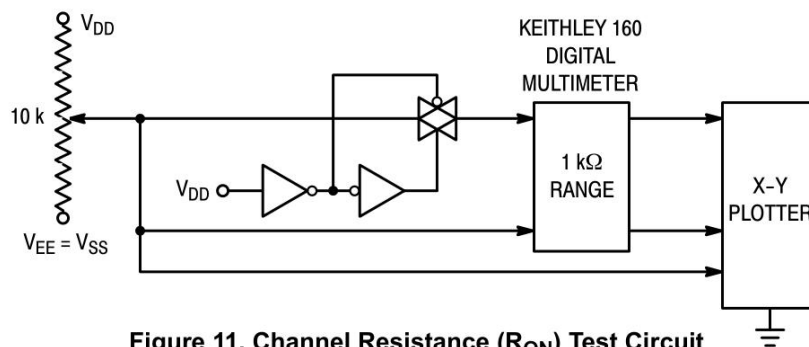 V_DD
KEITHLEY 160
DIGITAL
MULTIMETER
10 k
1 kΩ
RANGE
X-Y
PLOTTER
V_DD
V_EE = V_SS
Figure 11. Channel Resistance (R_ON) Test Circuit